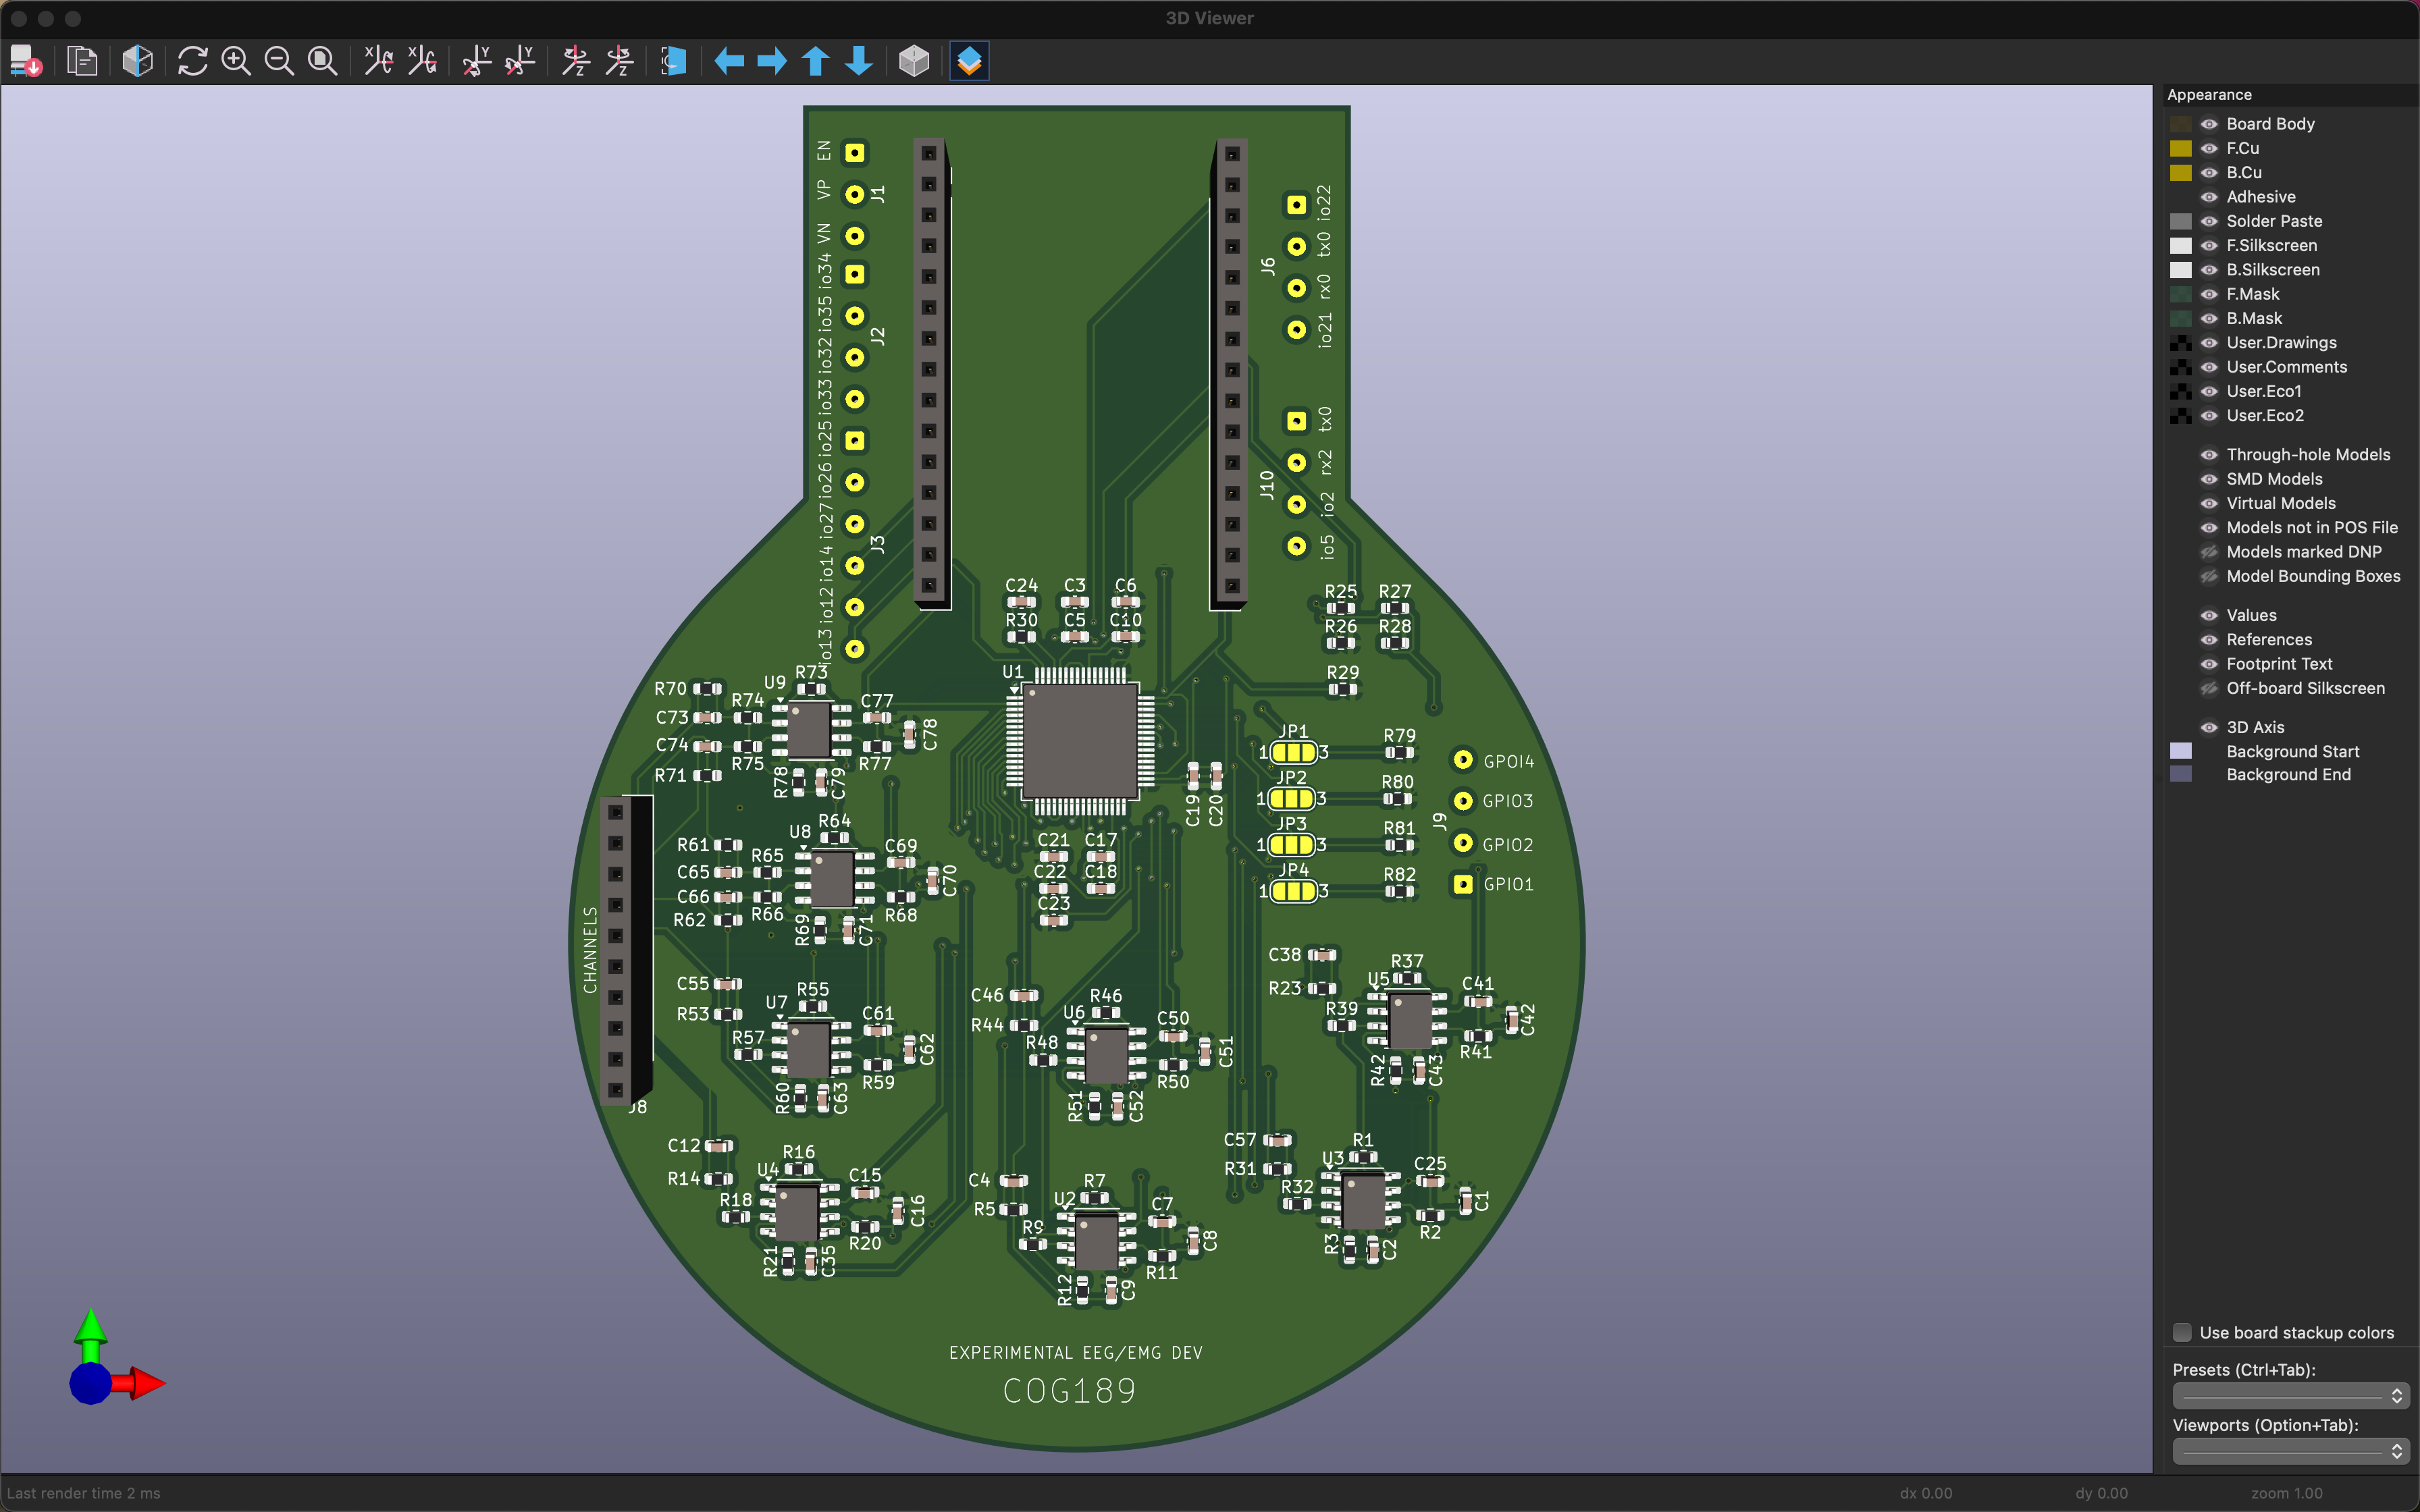 3D Viewer
Appearance
Board Body
F.Cu
B.Cu
Adhesive
Solder Paste
F.Silkscreen
B.Silkscreen
F.Mask
B.Mask
User.Drawings
User.Comments
User.Eco1
User.Eco2
Through-hole Models
SMD Models
Virtual Models
Models not in POS File
Models marked DNP
Model Bounding Boxes
Values
References
Footprint Text
Off-board Silkscreen
3D Axis
Background Start
Background End
Use board stackup colors
Presets (Ctrl+Tab):
Viewports (Option+Tab):
EN
VP
J1
VN
io34
io35
J2
io32
io33
io25
io26
io27
J3
io14
io12
io13
io22
tx0
J6
rx0
io21
tx0
rx2
J10
io2
io5
C24 C3 C6
R30 C5 C10
R25 R27
R26 R28
R29
U1
R73
U9
R70
R74
C77
C73
C78
C74
R75
R77
R71
R78
C79
JP1
1 3
R79
JP2
1 3
R80
JP3
1 3
R81
JP4
1 3
R82
GPOI4
GPIO3
J9
GPIO2
GPIO1
C19
C20
R64
U8
R61
R65
C69
C65
C70
C66
R66
R68
R62
R69
C71
C21 C17
C22 C18
C23
CHANNELS
J8
C55
R53
R55
U7
C61
R57
C62
R59
R60
C63
C46
R44
R46
U6
C50
R48
C51
R50
R51
C52
C38
R23
R37
U5
C41
R39
C42
R41
R42
C43
C12
R14
R16
U4
C15
R18
C16
R20
R21
C35
C4
R5
R7
U2
C7
R9
C8
R11
R12
C9
C57
R31
R1
U3
C25
R32
C1
R2
R3
C2
EXPERIMENTAL EEG/EMG DEV
COG189
X X Y Y Z Z
Last render time 2 ms
dx 0.00
dy 0.00
zoom 1.00